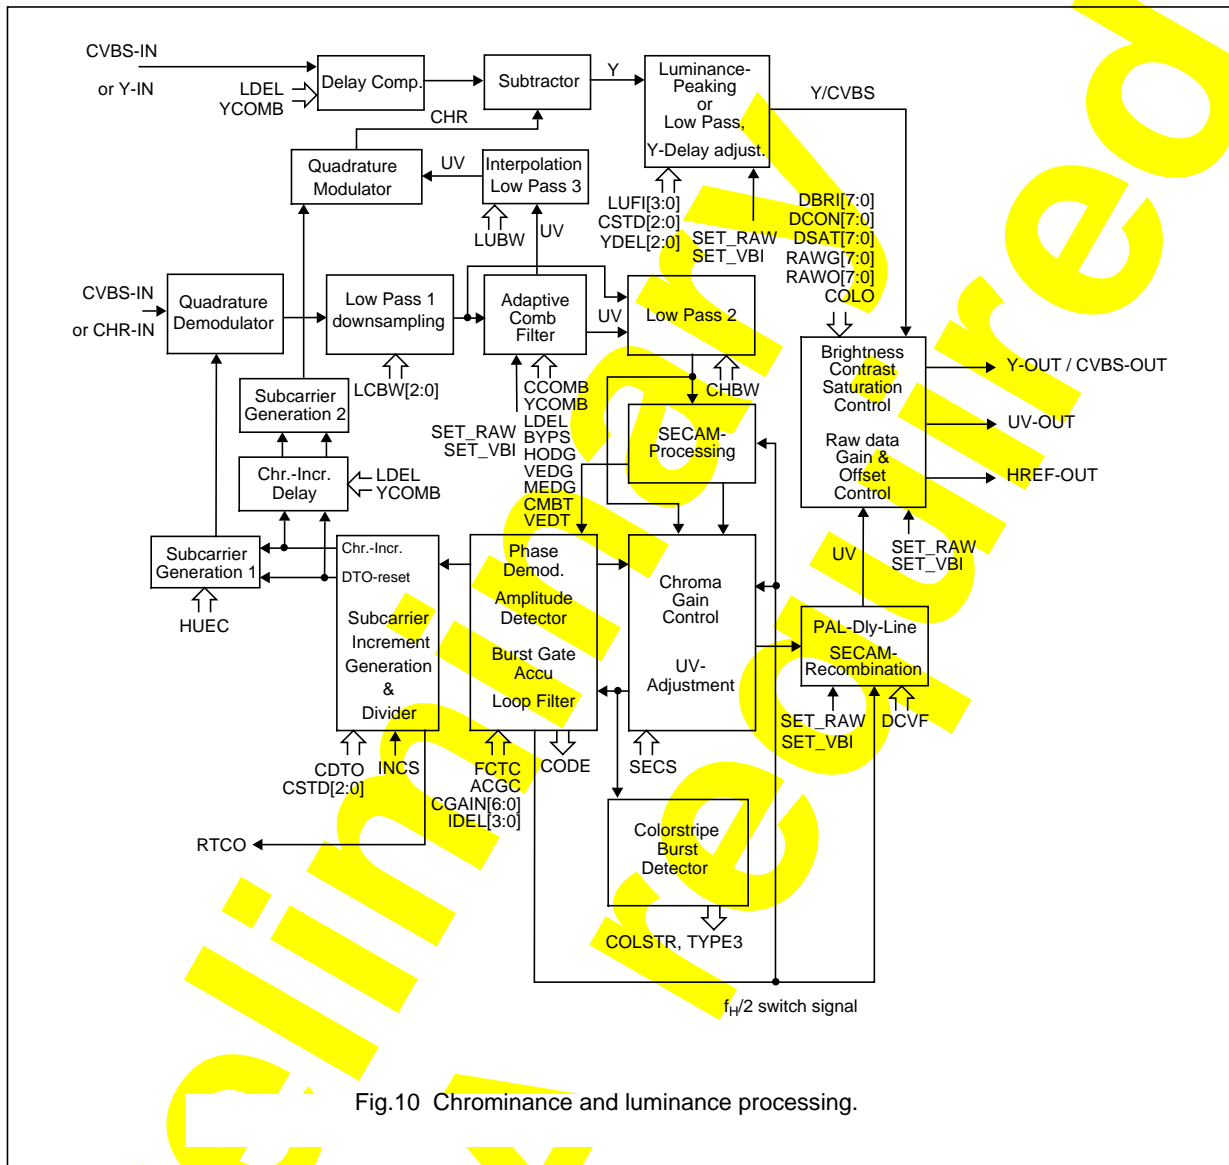 CVBS-IN
or Y-IN
LDEL
YCOMB
Delay Comp.
Subtractor
Y
Luminance-
Peaking
or
Low Pass,
Y-Delay adjust.
Y/CVBS
CHR
Quadrature
Modulator
UV
Interpolation
Low Pass 3
LUBW
UV
LUFI[3:0]
CSTD[2:0]
YDEL[2:0]
SET_RAW
SET_VBI
DBRI[7:0]
DCON[7:0]
DSAT[7:0]
RAWG[7:0]
RAWO[7:0]
COLO
CVBS-IN
or CHR-IN
Quadrature
Demodulator
Low Pass 1
downsampling
LCBW[2:0]
Adaptive
Comb
Filter
UV
Low Pass 2
CHBW
Brightness
Contrast
Saturation
Control
Raw data
Gain &
Offset
Control
Y-OUT / CVBS-OUT
UV-OUT
HREF-OUT
Subcarrier
Generation 2
SET_RAW
SET_VBI
CCOMB
YCOMB
LDEL
BYPS
HODG
VEDG
MEDG
CMBT
VEDT
SECAM-
Processing
Chr.-Incr.
Delay
LDEL
YCOMB
Subcarrier
Generation 1
HUEC
Chr.-Incr.
DTO-reset
Subcarrier
Increment
Generation
&
Divider
Phase
Demod.
Amplitude
Detector
Burst Gate
Accu
Loop Filter
Chroma
Gain
Control
UV-
Adjustment
UV
SET_RAW
SET_VBI
PAL-Dly-Line
SECAM-
Recombination
SET_RAW
SET_VBI
DCVF
CDTO
CSTD[2:0]
INCS
FCTC
ACGC
CGAIN[6:0]
IDEL[3:0]
CODE
SECS
RTCO
Colorstripe
Burst
Detector
COLSTR, TYPE3
fH/2 switch signal
Fig.10 Chrominance and luminance processing.